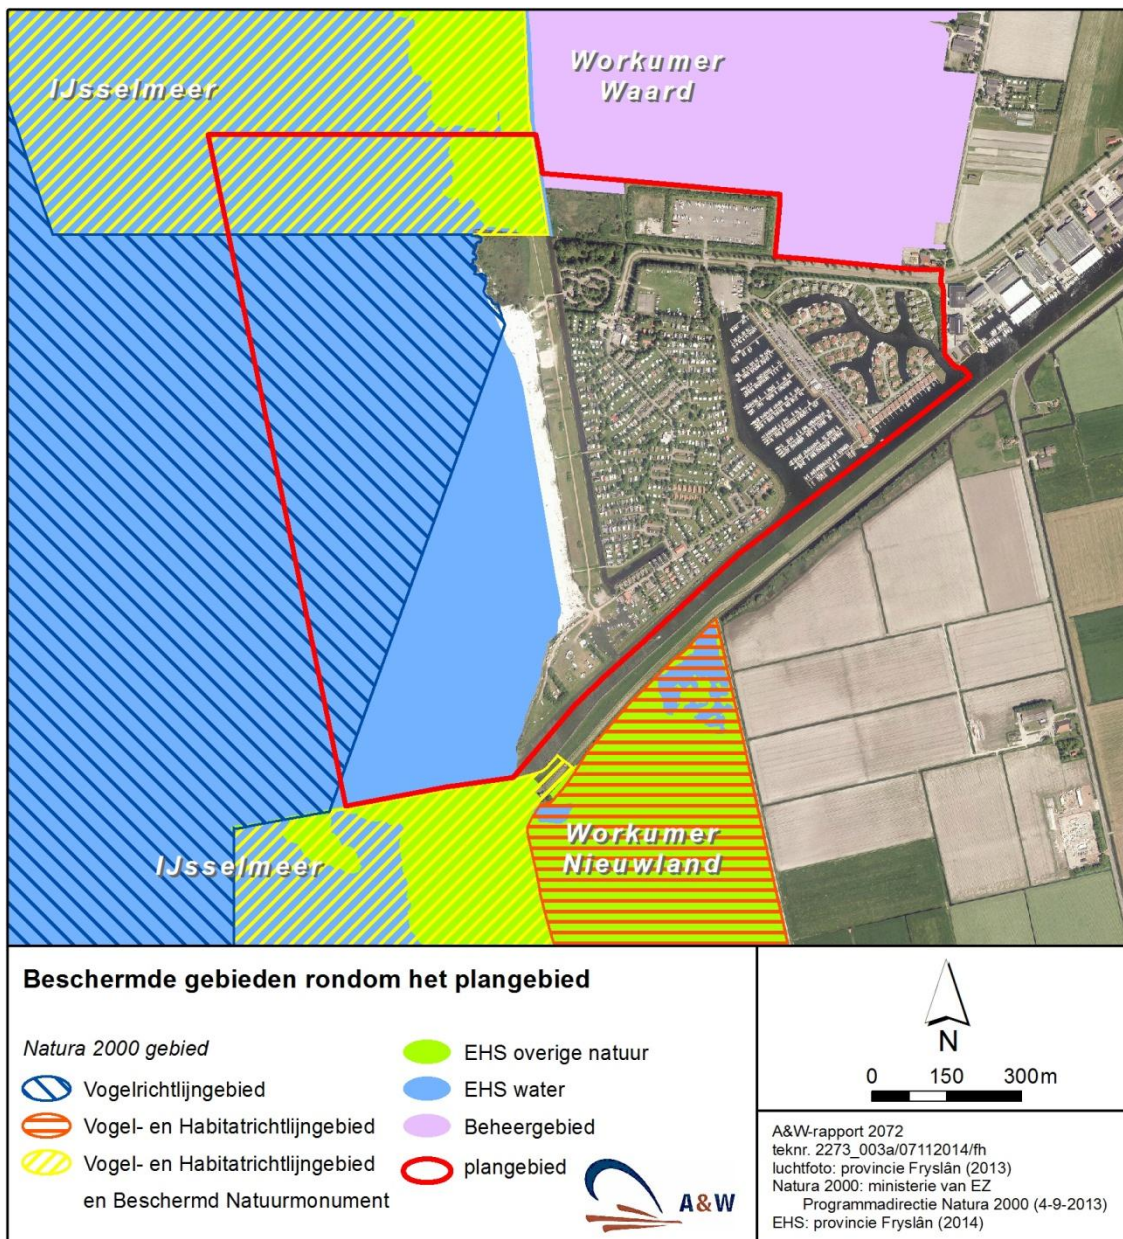 IJsselmeer
Workumer
Waard
IJsselmeer
Workumer
Nieuwland
Beschermde gebieden rondom het plangebied
Natura 2000 gebied
Vogelrichtlijngebied
Vogel- en Habitatrichtlijngebied
Vogel- en Habitatrichtlijngebied
en Beschermd Natuurmonument
EHS overige natuur
EHS water
Beheergebied
plangebied
A&W
N
0 150 300m
A&W-rapport 2072
teknr. 2273_003a/07112014/fh
luchtfoto: provincie Fryslân (2013)
Natura 2000: ministerie van EZ
Programmadirectie Natura 2000 (4-9-2013)
EHS: provincie Fryslân (2014)